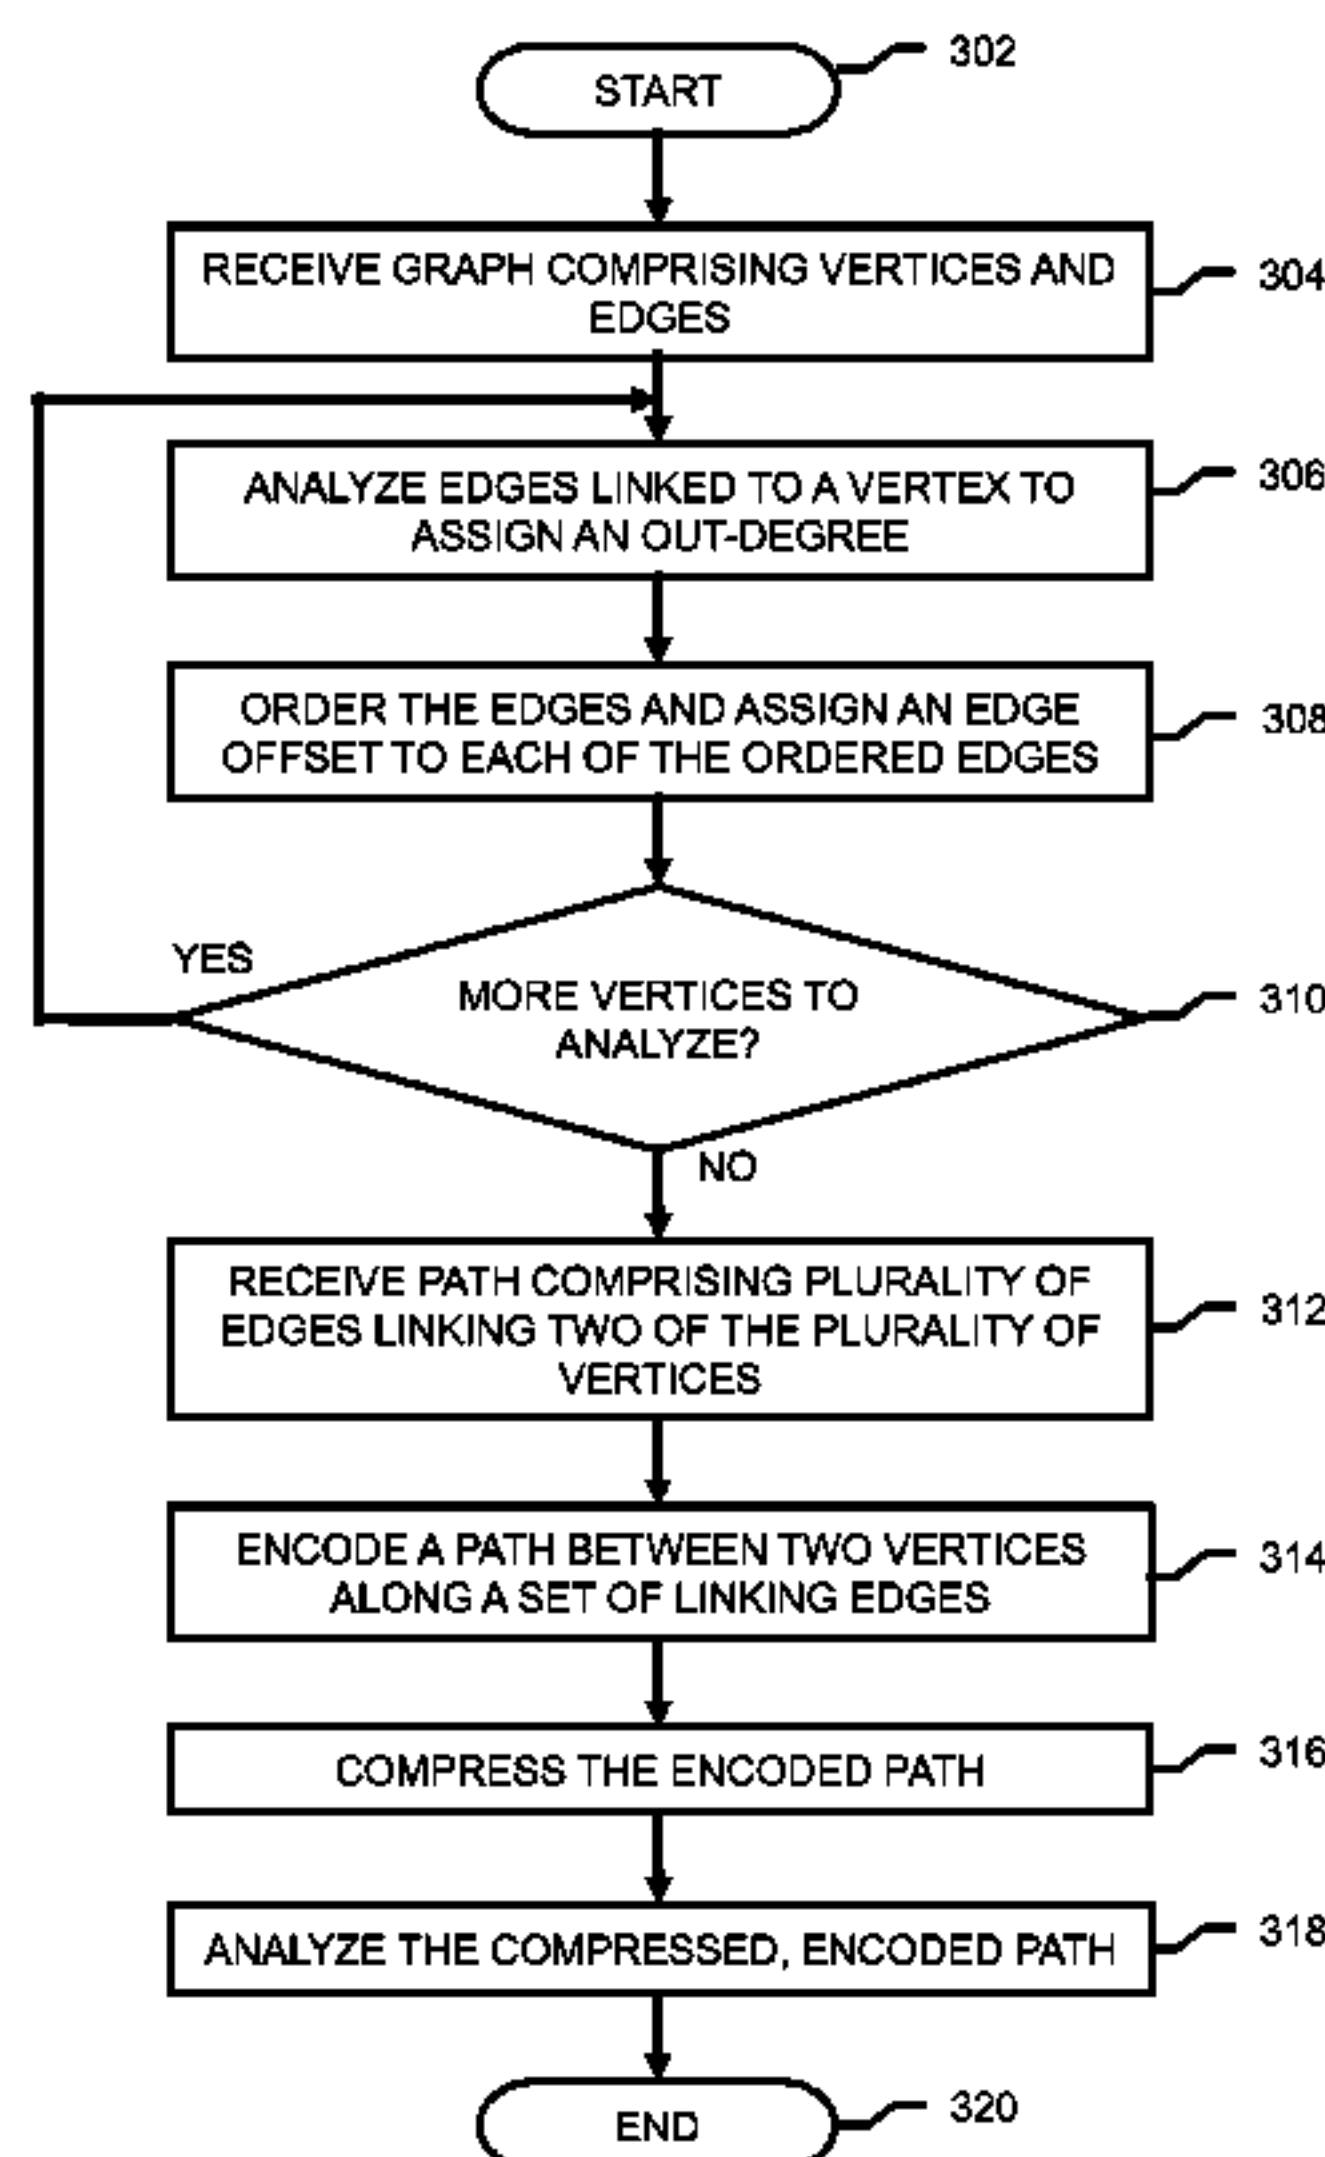 START
302
RECEIVE GRAPH COMPRISING VERTICES AND
EDGES
304
ANALYZE EDGES LINKED TO A VERTEX TO
ASSIGN AN OUT-DEGREE
306
ORDER THE EDGES AND ASSIGN AN EDGE
OFFSET TO EACH OF THE ORDERED EDGES
308
YES
MORE VERTICES TO
ANALYZE?
310
NO
RECEIVE PATH COMPRISING PLURALITY OF
EDGES LINKING TWO OF THE PLURALITY OF
VERTICES
312
ENCODE A PATH BETWEEN TWO VERTICES
ALONG A SET OF LINKING EDGES
314
COMPRESS THE ENCODED PATH
316
ANALYZE THE COMPRESSED, ENCODED PATH
318
END
320